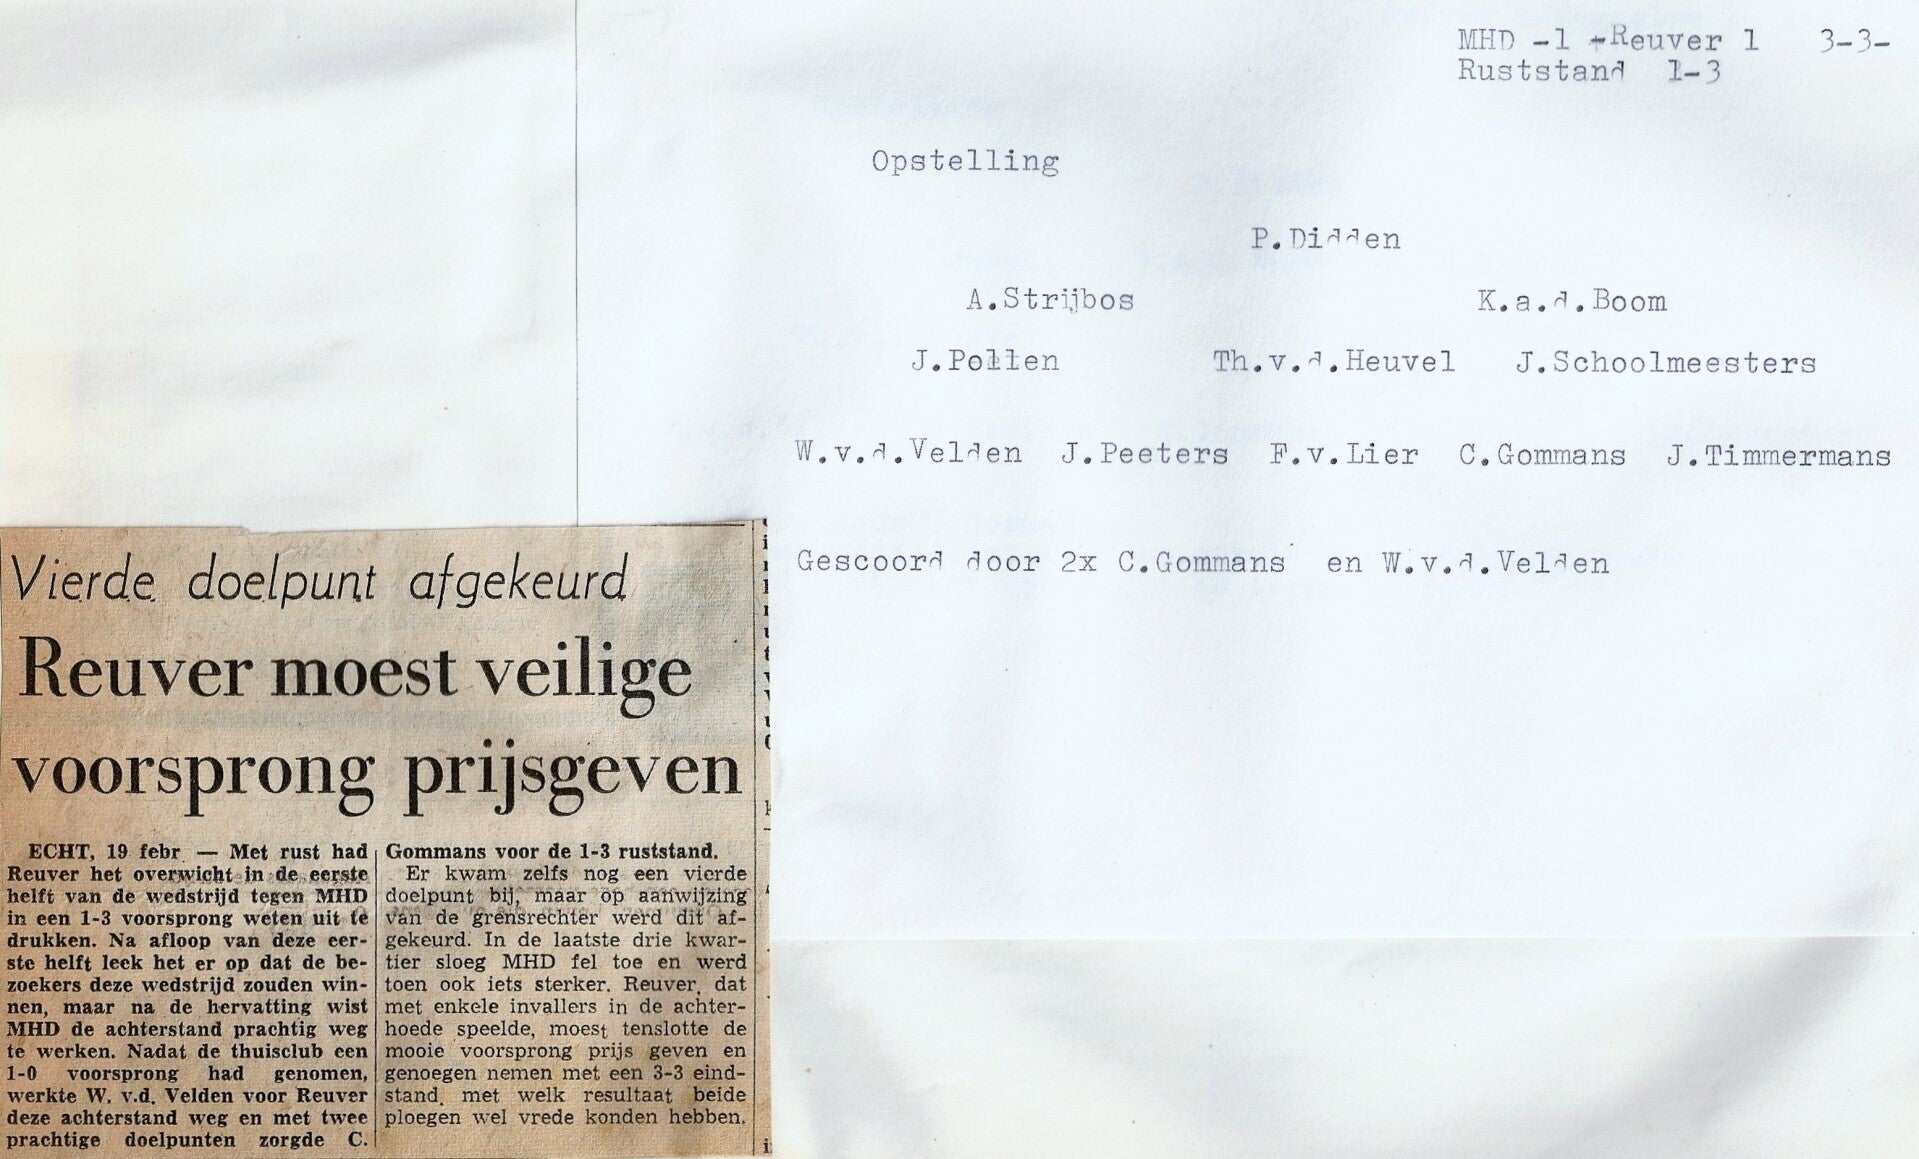 MHD -1 -Reuver 1 3-3-
Ruststand 1-3
Opstelling
P.Didden
A.Strijbos K.a.d.Boom
J.Pollen Th.v.d.Heuvel J.Schoolmeesters
W.v.d.Velden J.Peeters F.v.Lier C.Gommans J.Timmermans
Gescoord door 2x C.Gommans en W.v.d.Velden
Vierde doelpunt afgekeurd
Reuver moest veilige
voorsprong prijsgeven
ECHT, 19 febr — Met rust had
Reuver het overwicht in de eerste
helft van de wedstrijd tegen MHD
in een 1-3 voorsprong weten uit te
drukken. Na afloop van deze eer-
ste helft leek het er op dat de be-
zoekers deze wedstrijd zouden win-
nen, maar na de hervatting wist
MHD de achterstand prachtig weg
te werken. Nadat de thuisclub een
1-0 voorsprong had genomen,
werkte W. v.d. Velden voor Reuver
deze achterstand weg en met twee
prachtige doelpunten zorgde C.
Gommans voor de 1-3 ruststand.
Er kwam zelfs nog een vierde
doelpunt bij, maar op aanwijzing
van de grensrechter werd dit af-
gekeurd. In de laatste drie kwar-
tier sloeg MHD fel toe en werd
toen ook iets sterker. Reuver, dat
met enkele invallers in de achter-
hoede speelde, moest tenslotte de
mooie voorsprong prijs geven en
genoegen nemen met een 3-3 eind-
stand, met welk resultaat beide
ploegen wel vrede konden hebben.